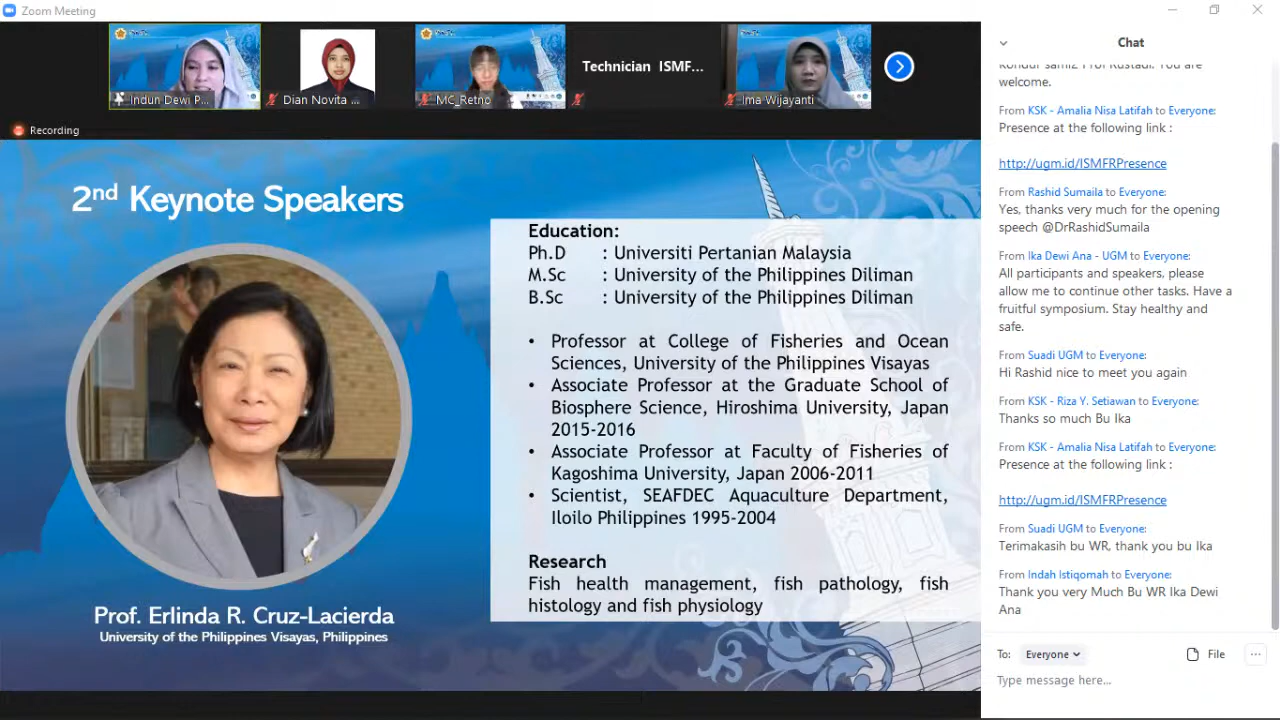 Zoom Meeting
Indun Dewi P...
Dian Novita ...
MC_Retno
Technician ISMF...
Ima Wijayanti
Recording
2nd Keynote Speakers
Prof. Erlinda R. Cruz-Lacierda
University of the Philippines Visayas, Philippines
Education:
Ph.D : Universiti Pertanian Malaysia
M.Sc : University of the Philippines Diliman
B.Sc : University of the Philippines Diliman
• Professor at College of Fisheries and Ocean
Sciences, University of the Philippines Visayas
• Associate Professor at the Graduate School of
Biosphere Science, Hiroshima University, Japan
2015-2016
• Associate Professor at Faculty of Fisheries of
Kagoshima University, Japan 2006-2011
• Scientist, SEAFDEC Aquaculture Department,
Iloilo Philippines 1995-2004
Research
Fish health management, fish pathology, fish
histology and fish physiology
Chat
welcome.
From KSK - Amalia Nisa Latifah to Everyone:
Presence at the following link :
http://ugm.id/ISMFRPresence
From Rashid Sumaila to Everyone:
Yes, thanks very much for the opening
speech @DrRashidSumaila
From Ika Dewi Ana - UGM to Everyone:
All participants and speakers, please
allow me to continue other tasks. Have a
fruitful symposium. Stay healthy and
safe.
From Suadi UGM to Everyone:
Hi Rashid nice to meet you again
From KSK - Riza Y. Setiawan to Everyone:
Thanks so much Bu Ika
From KSK - Amalia Nisa Latifah to Everyone:
Presence at the following link :
http://ugm.id/ISMFRPresence
From Suadi UGM to Everyone:
Terimakasih bu WR, thank you bu Ika
From Indah Istiqomah to Everyone:
Thank you very Much Bu WR Ika Dewi
Ana
To: Everyone File ...
Type message here...